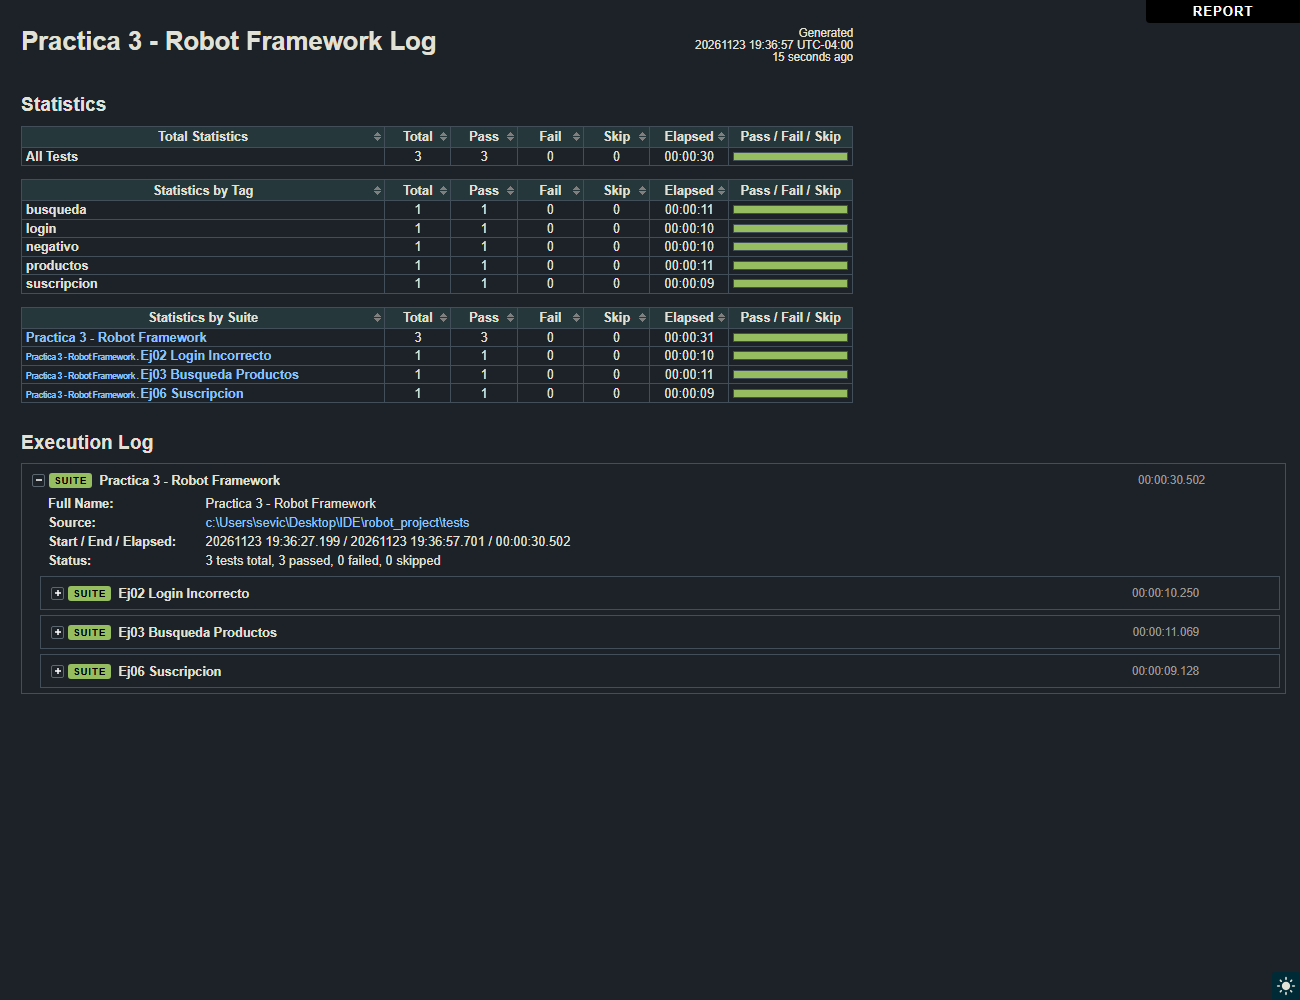 REPORT
Practica 3 - Robot Framework Log
Generated
20261123 19:36:57 UTC-04:00
15 seconds ago
Statistics
Total Statistics Total Pass Fail Skip Elapsed Pass / Fail / Skip
All Tests 3 3 0 0 00:00:30
Statistics by Tag Total Pass Fail Skip Elapsed Pass / Fail / Skip
busqueda 1 1 0 0 00:00:11
login 1 1 0 0 00:00:10
negativo 1 1 0 0 00:00:10
productos 1 1 0 0 00:00:11
suscripcion 1 1 0 0 00:00:09
Statistics by Suite Total Pass Fail Skip Elapsed Pass / Fail / Skip
Practica 3 - Robot Framework 3 3 0 0 00:00:31
Practica 3 - Robot Framework . Ej02 Login Incorrecto 1 1 0 0 00:00:10
Practica 3 - Robot Framework . Ej03 Busqueda Productos 1 1 0 0 00:00:11
Practica 3 - Robot Framework . Ej06 Suscripcion 1 1 0 0 00:00:09
Execution Log
SUITE Practica 3 - Robot Framework 00:00:30.502
Full Name: Practica 3 - Robot Framework
Source: c:\Users\sevic\Desktop\IDE\robot_project\tests
Start / End / Elapsed: 20261123 19:36:27.199 / 20261123 19:36:57.701 / 00:00:30.502
Status: 3 tests total, 3 passed, 0 failed, 0 skipped
SUITE Ej02 Login Incorrecto 00:00:10.250
SUITE Ej03 Busqueda Productos 00:00:11.069
SUITE Ej06 Suscripcion 00:00:09.128